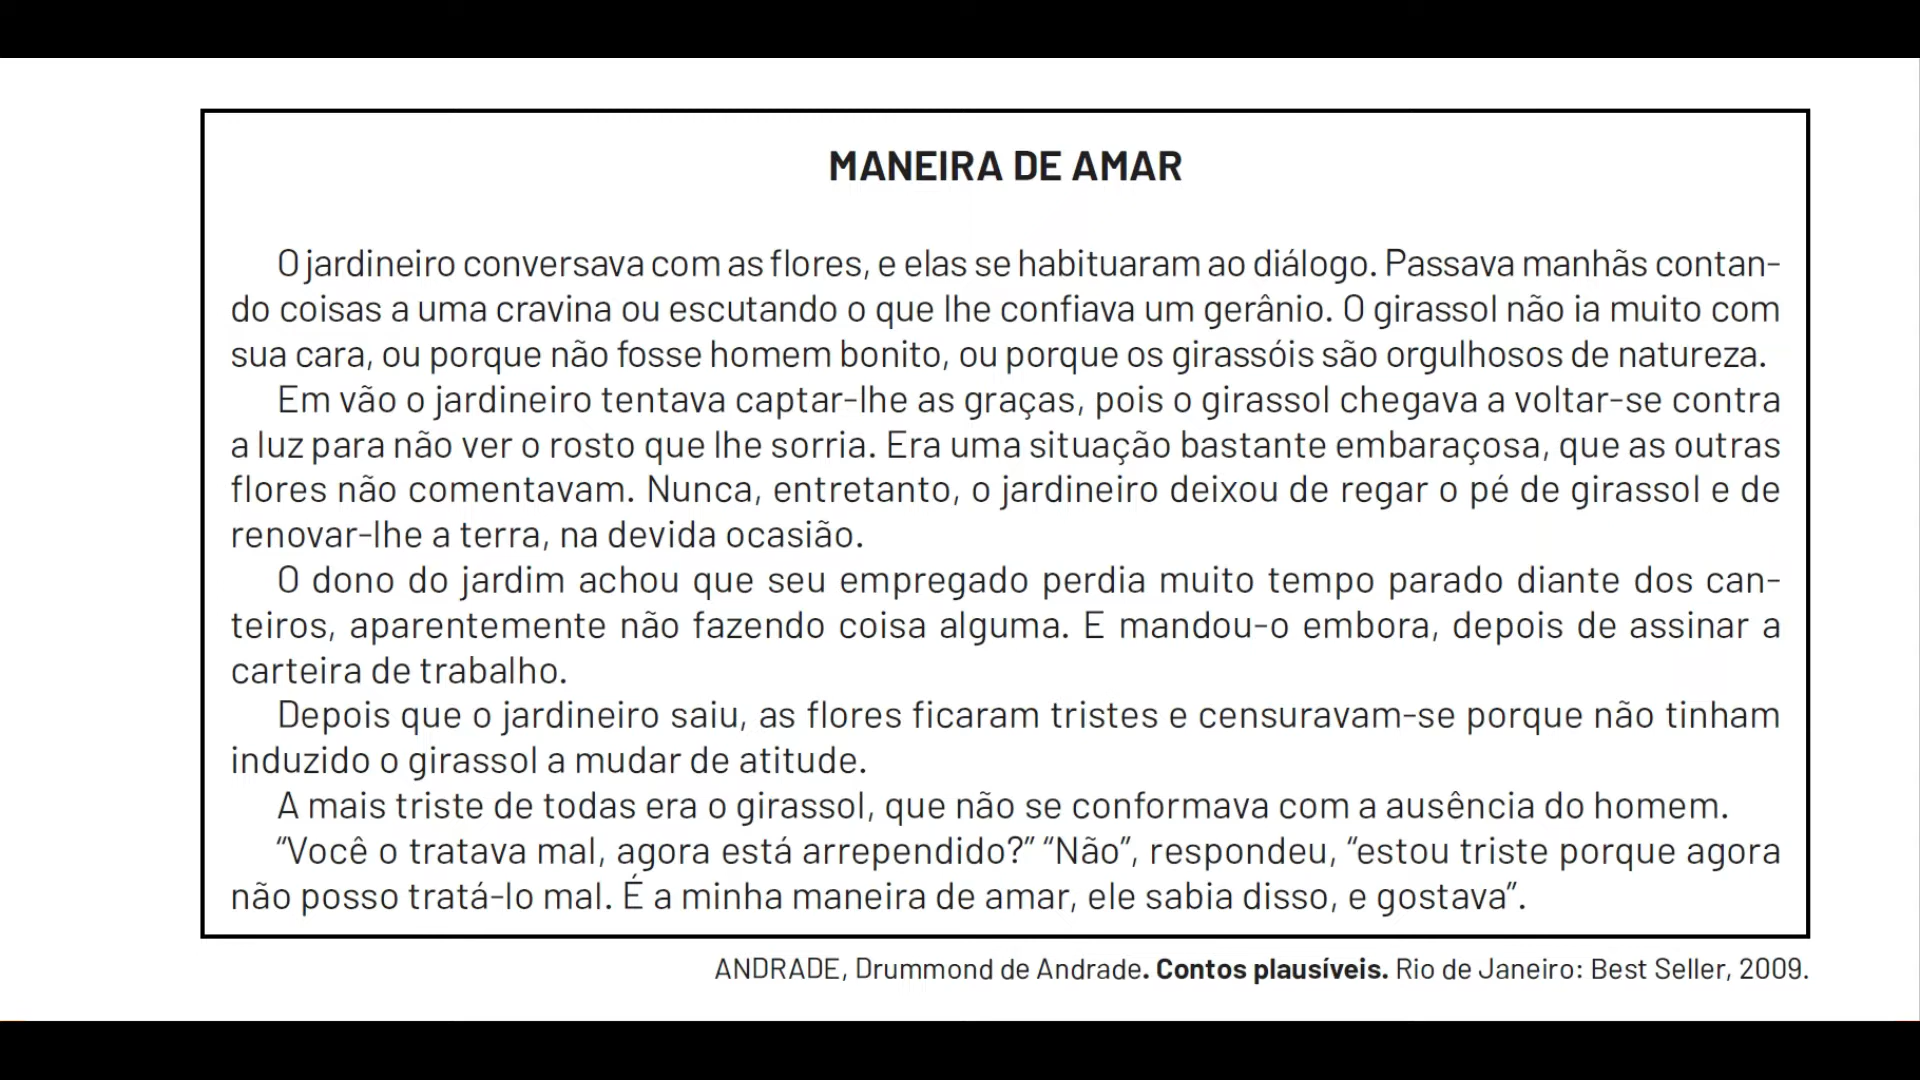 MANEIRA DE AMAR
O jardineiro conversava com as flores, e elas se habituaram ao diálogo. Passava manhãs contan-
do coisas a uma cravina ou escutando o que lhe confiava um gerânio. O girassol não ia muito com
sua cara, ou porque não fosse homem bonito, ou porque os girassóis são orgulhosos de natureza.
Em vão o jardineiro tentava captar-lhe as graças, pois o girassol chegava a voltar-se contra
a luz para não ver o rosto que lhe sorria. Era uma situação bastante embaraçosa, que as outras
flores não comentavam. Nunca, entretanto, o jardineiro deixou de regar o pé de girassol e de
renovar-lhe a terra, na devida ocasião.
O dono do jardim achou que seu empregado perdia muito tempo parado diante dos can-
teiros, aparentemente não fazendo coisa alguma. E mandou-o embora, depois de assinar a
carteira de trabalho.
Depois que o jardineiro saiu, as flores ficaram tristes e censuravam-se porque não tinham
induzido o girassol a mudar de atitude.
A mais triste de todas era o girassol, que não se conformava com a ausência do homem.
“Você o tratava mal, agora está arrependido?” “Não”, respondeu, “estou triste porque agora
não posso tratá-lo mal. É a minha maneira de amar, ele sabia disso, e gostava”.
ANDRADE, Drummond de Andrade. Contos plausíveis. Rio de Janeiro: Best Seller, 2009.